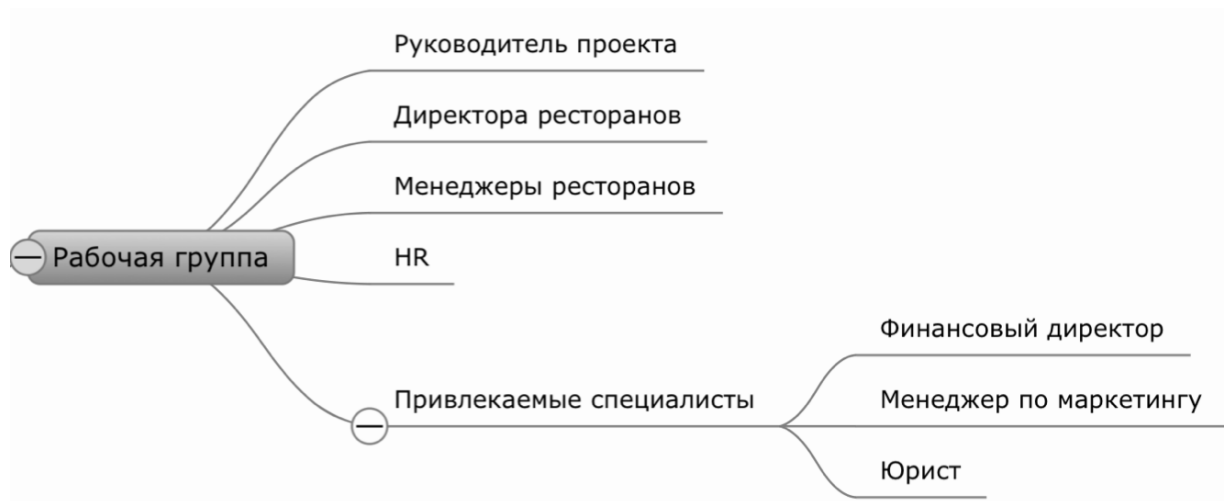 Руководитель проекта
Директора ресторанов
Менеджеры ресторанов
Рабочая группа
HR
Привлекаемые специалисты
Финансовый директор
Менеджер по маркетингу
Юрист